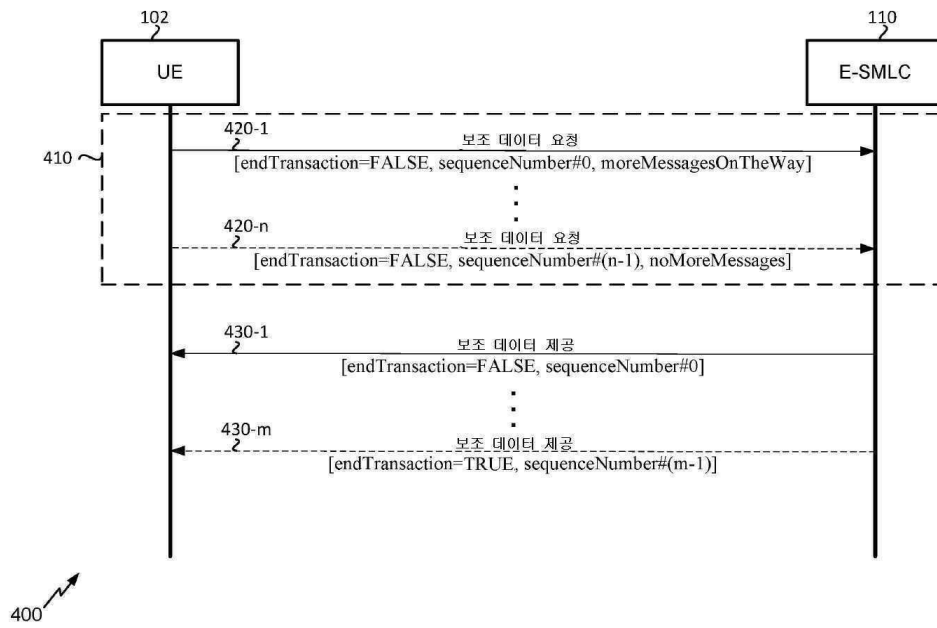 102
110
UE
E-SMLC
410
420-1
보조 데이터 요청
[endTransaction=FALSE, sequenceNumber#0, moreMessagesOnTheWay]
420-n
보조 데이터 요청
[endTransaction=FALSE, sequenceNumber#(n-1), noMoreMessages]
430-1
보조 데이터 제공
[endTransaction=FALSE, sequenceNumber#0]
430-m
보조 데이터 제공
[endTransaction=TRUE, sequenceNumber#(m-1)]
400